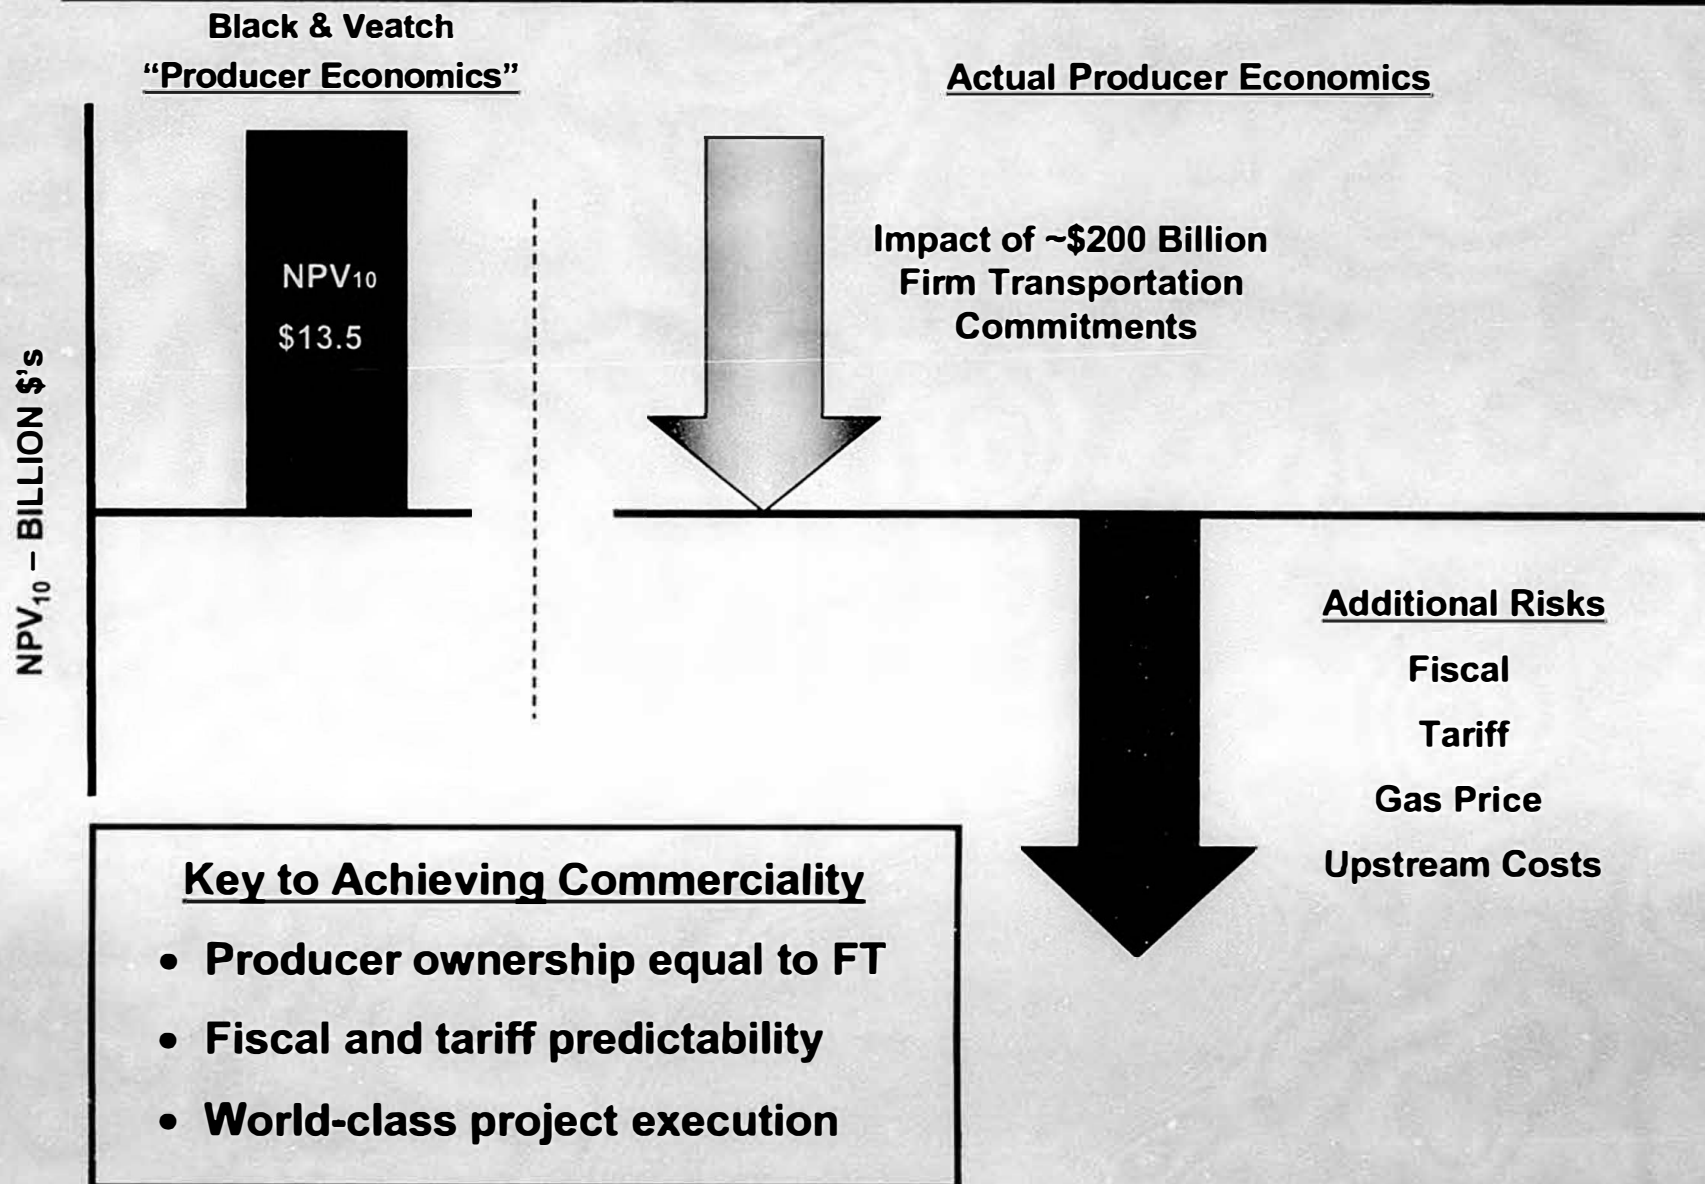 Black & Veatch
“Producer Economics”
Actual Producer Economics
NPV₁₀ – BILLION $'s
NPV₁₀
$13.5
Impact of ~$200 Billion
Firm Transportation
Commitments
Additional Risks
Fiscal
Tariff
Gas Price
Upstream Costs
Key to Achieving Commerciality
• Producer ownership equal to FT
• Fiscal and tariff predictability
• World-class project execution